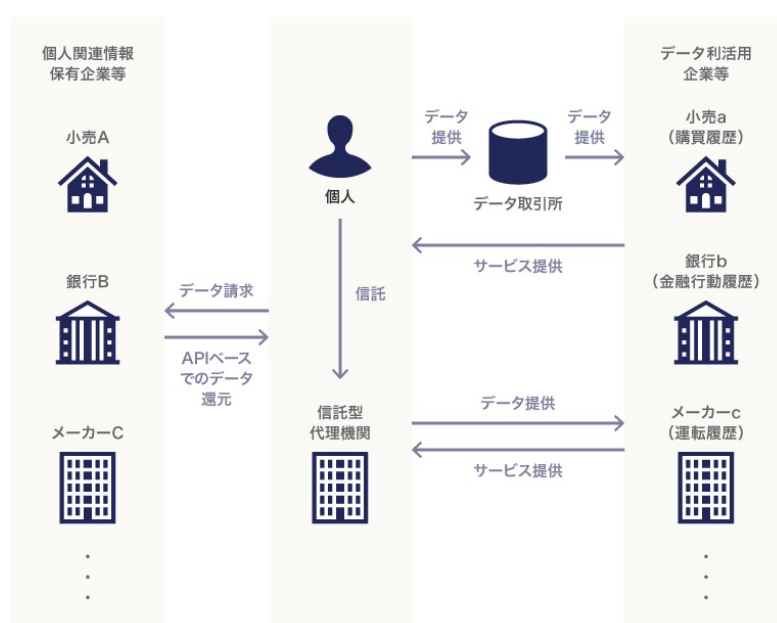 個人関連情報
保有企業等
小売A
銀行B
メーカーC
データ請求
APIベース
でのデータ
還元
個人
信託
信託型
代理機関
データ
提供
データ取引所
データ
提供
サービス提供
データ提供
サービス提供
データ利活用
企業等
小売a
（購買履歴）
銀行b
（金融行動履歴）
メーカーc
（運転履歴）